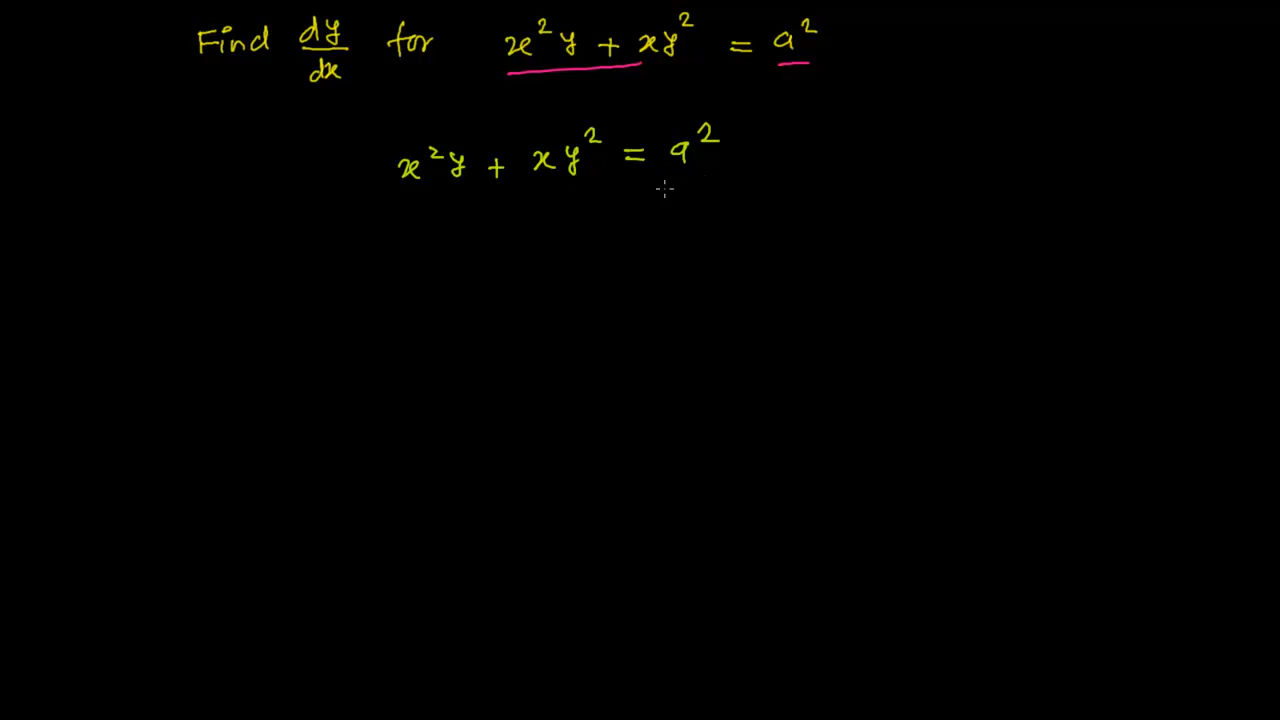 Find dy/dx for x²y + xy² = a²
x²y + xy² = a²